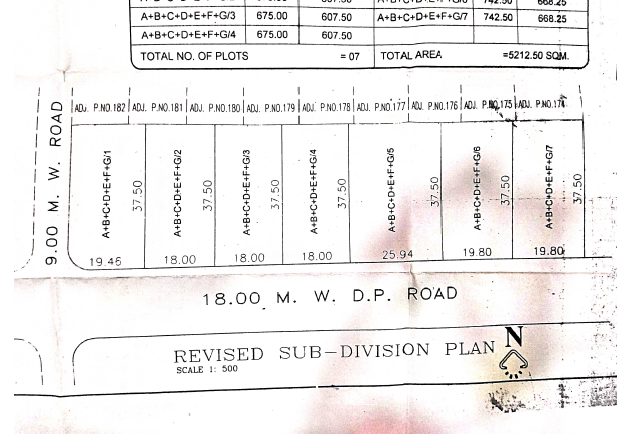 A+B+C+D+E+F+G/3 675.00 607.50 A+B+C+D+E+F+G/7 742.50 668.25
A+B+C+D+E+F+G/4 675.00 607.50
TOTAL NO. OF PLOTS = 07 TOTAL AREA =5212.50 SQM.
ADJ. P.NO.182 ADJ. P.NO.181 ADJ. P.NO.180 ADJ. P.NO.179 ADJ. P.NO.178 ADJ. P.NO.177 ADJ. P.NO.176 ADJ. P.NO.175 ADJ. P.NO.174
9.00 M. W. ROAD
A+B+C+D+E+F+G/1 37.50 A+B+C+D+E+F+G/2 37.50 A+B+C+D+E+F+G/3 37.50 A+B+C+D+E+F+G/4 37.50 A+B+C+D+E+F+G/5 37.50 A+B+C+D+E+F+G/6 37.50 A+B+C+D+E+F+G/7 37.50
19.46 18.00 18.00 18.00 25.94 19.80 19.80
18.00 M. W. D.P. ROAD
REVISED SUB-DIVISION PLAN N
SCALE 1: 500